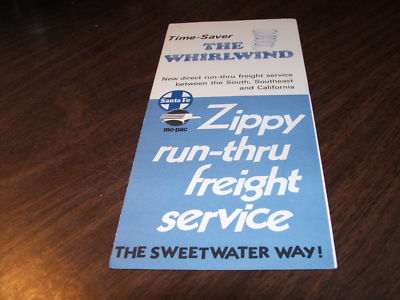 Time-Saver
THE
WHIRLWIND
New direct run-thru freight service
between the South, Southeast
and California
Santa Fe
mo-pac
Zippy
run-thru
freight
service
THE SWEETWATER WAY!